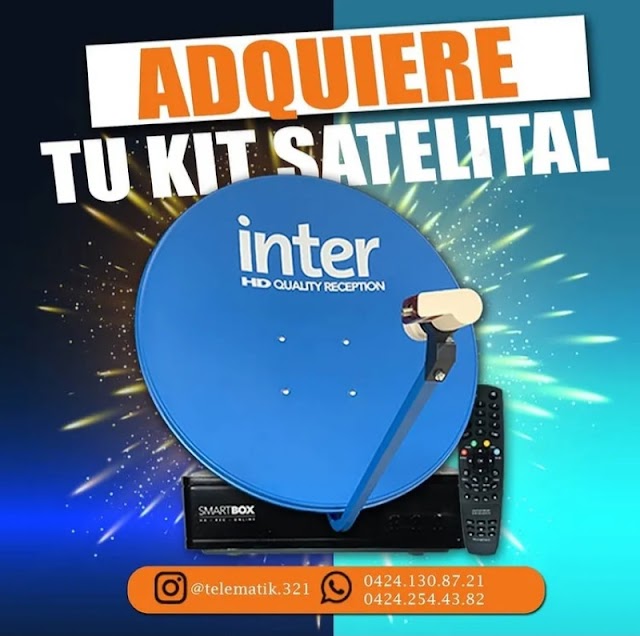 ADQUIERE
TU KIT SATELITAL
inter
HD QUALITY RECEPTION
SMARTBOX
@telematik.321
0424.130.87.21
0424.254.43.82